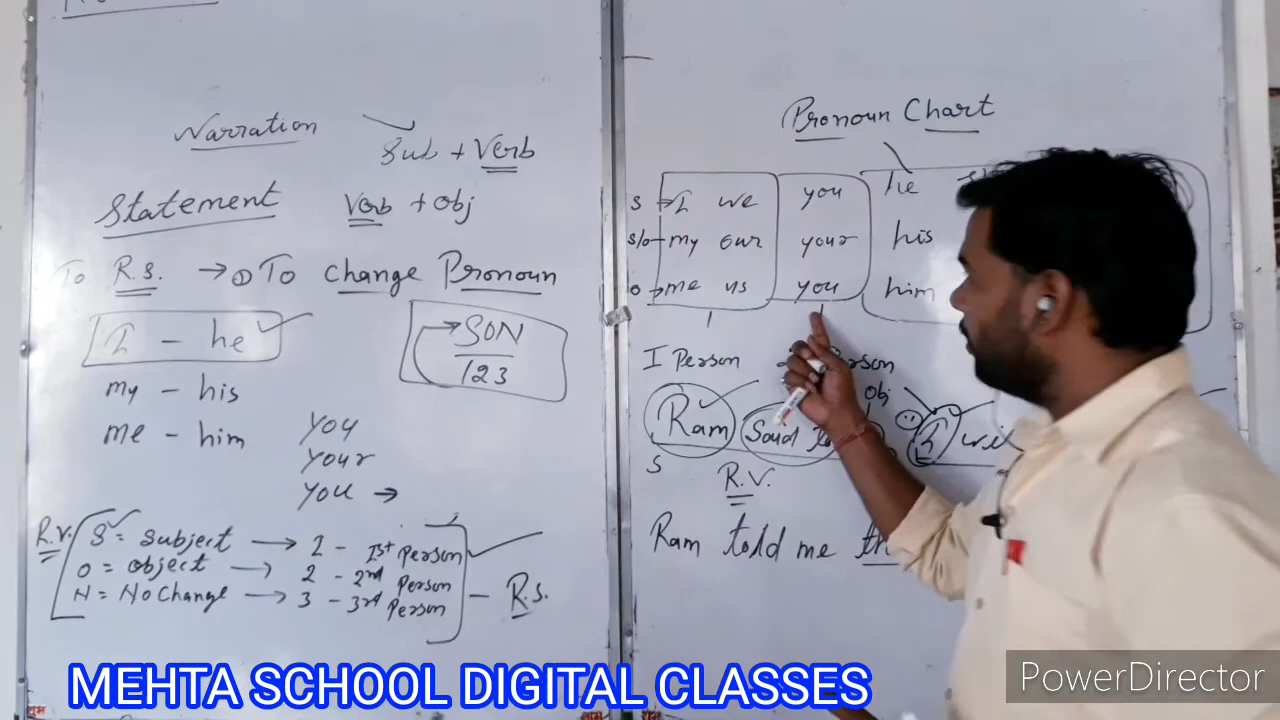 Narration
Sub + Verb
Statement
Verb + Obj
To R.S. → ① To Change Pronoun
I - he
SON
123
my - his
me - him
you
your
you →
R.V.
S = Subject → 1 - Ist person
O = object → 2 - 2nd Person
N = No Change → 3 - 3rd Person
R.S.
Pronoun Chart
S → I we you he
S/o → my our your his
o → me us you him
I Person
Person
obj
Ram Said
I
S
R.V.
Ram told me
MEHTA SCHOOL DIGITAL CLASSES
PowerDirector